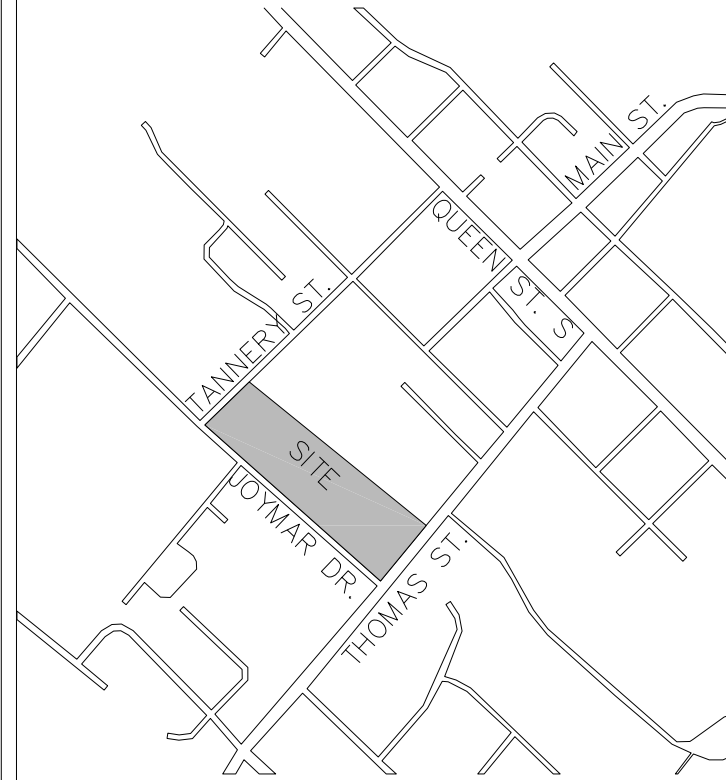 MAIN ST.
QUEEN ST. S
TANNERY ST.
SITE
JOYMAR DR.
THOMAS ST.